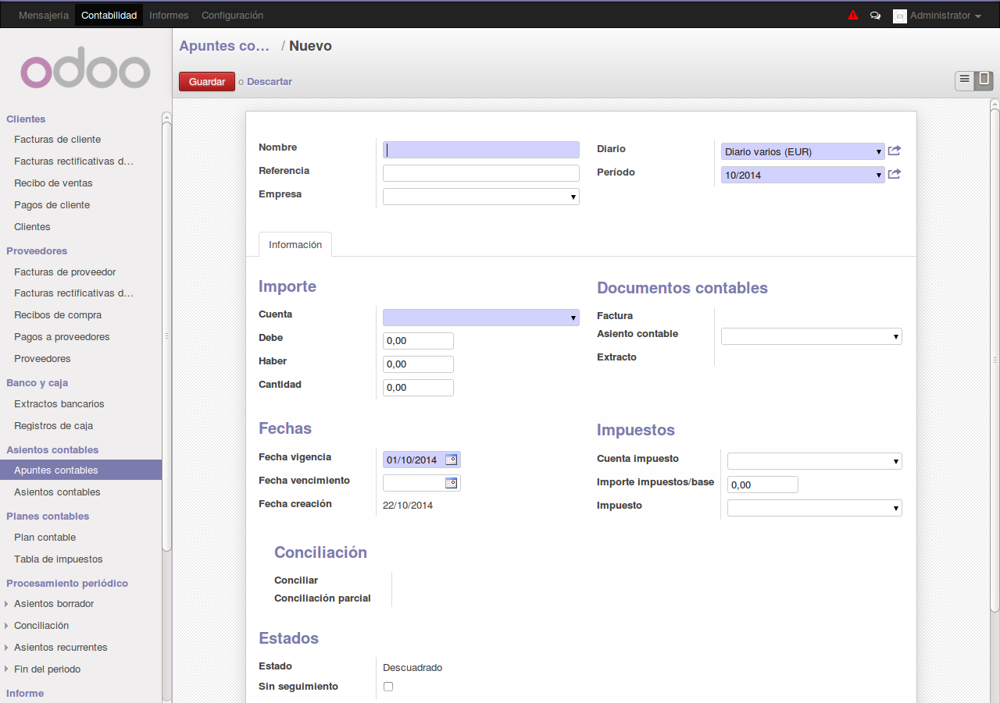 Mensajería Contabilidad Informes Configuración Administrator
odoo
Apuntes co… / Nuevo
Guardar o Descartar
Clientes
Facturas de cliente
Facturas rectificativas d…
Recibo de ventas
Pagos de cliente
Clientes
Proveedores
Facturas de proveedor
Facturas rectificativas d…
Recibos de compra
Pagos a proveedores
Proveedores
Banco y caja
Extractos bancarios
Registros de caja
Asientos contables
Apuntes contables
Asientos contables
Planes contables
Plan contable
Tabla de impuestos
Procesamiento periódico
Asientos borrador
Conciliación
Asientos recurrentes
Fin del periodo
Informe
Nombre
Referencia
Empresa
Diario Diario varios (EUR)
Período 10/2014
Información
Importe
Cuenta
Debe 0,00
Haber 0,00
Cantidad 0,00
Documentos contables
Factura
Asiento contable
Extracto
Fechas
Fecha vigencia 01/10/2014
Fecha vencimiento
Fecha creación 22/10/2014
Impuestos
Cuenta impuesto
Importe impuestos/base 0,00
Impuesto
Conciliación
Conciliar
Conciliación parcial
Estados
Estado Descuadrado
Sin seguimiento